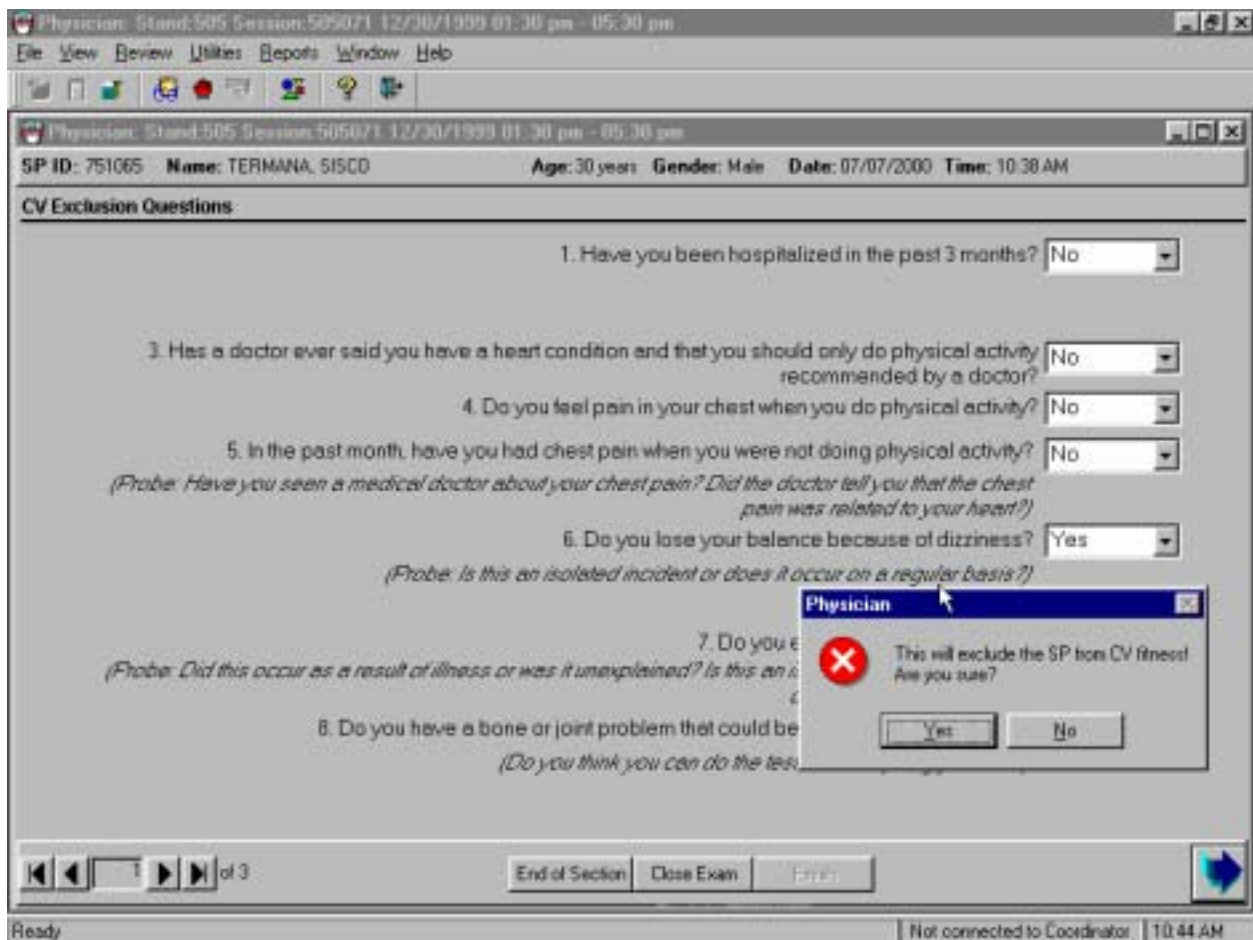 Physician: Stand:505 Session:505071 12/30/1999 01:30 pm - 05:30 pm
File View Review Utilities Reports Window Help
Physician: Stand:505 Session:505071 12/30/1999 01:30 pm - 05:30 pm
SP ID: 751065 Name: TERMANA, SISCO Age: 30 years Gender: Male Date: 07/07/2000 Time: 10:38 AM
CV Exclusion Questions
1. Have you been hospitalized in the past 3 months? No
3. Has a doctor ever said you have a heart condition and that you should only do physical activity No
recommended by a doctor?
4. Do you feel pain in your chest when you do physical activity? No
5. In the past month, have you had chest pain when you were not doing physical activity? No
(Probe: Have you seen a medical doctor about your chest pain? Did the doctor tell you that the chest
pain was related to your heart?)
6. Do you lose your balance because of dizziness? Yes
(Probe: Is this an isolated incident or does it occur on a regular basis?)
7. Do you
(Probe: Did this occur as a result of illness or was it unexplained? Is this an
8. Do you have a bone or joint problem that could be
(Do you think you can do the
Physician
This will exclude the SP from CV fitness!
Are you sure?
Yes No
1 of 3 End of Section Close Exam
Ready Not connected to Coordinator 10:44 AM